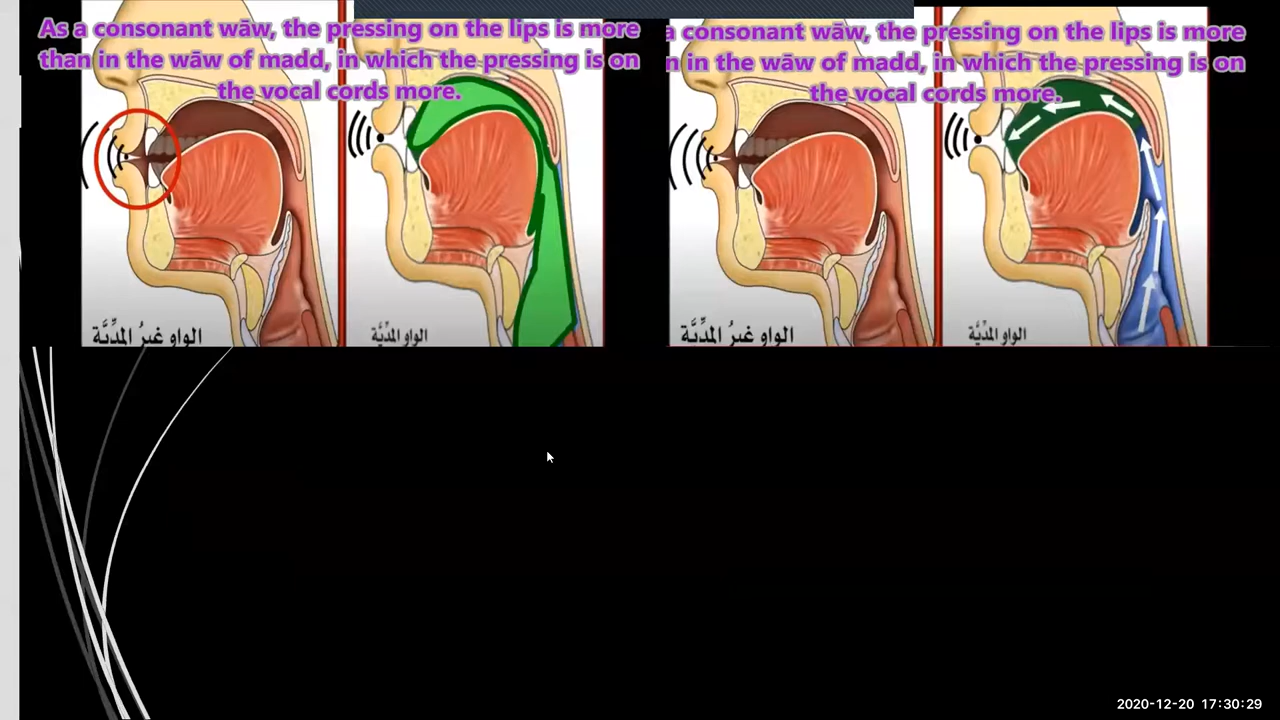 As a consonant wāw, the pressing on the lips is more
than in the wāw of madd, in which the pressing is on
the vocal cords more.
الواو غيرُ المدِّيَّة
الواو المدِّيَّة
a consonant wāw, the pressing on the lips is more
n in the wāw of madd, in which the pressing is on
the vocal cords more.
الواو غيرُ المدِّيَّة
الواو المدِّيَّة
2020-12-20 17:30:29